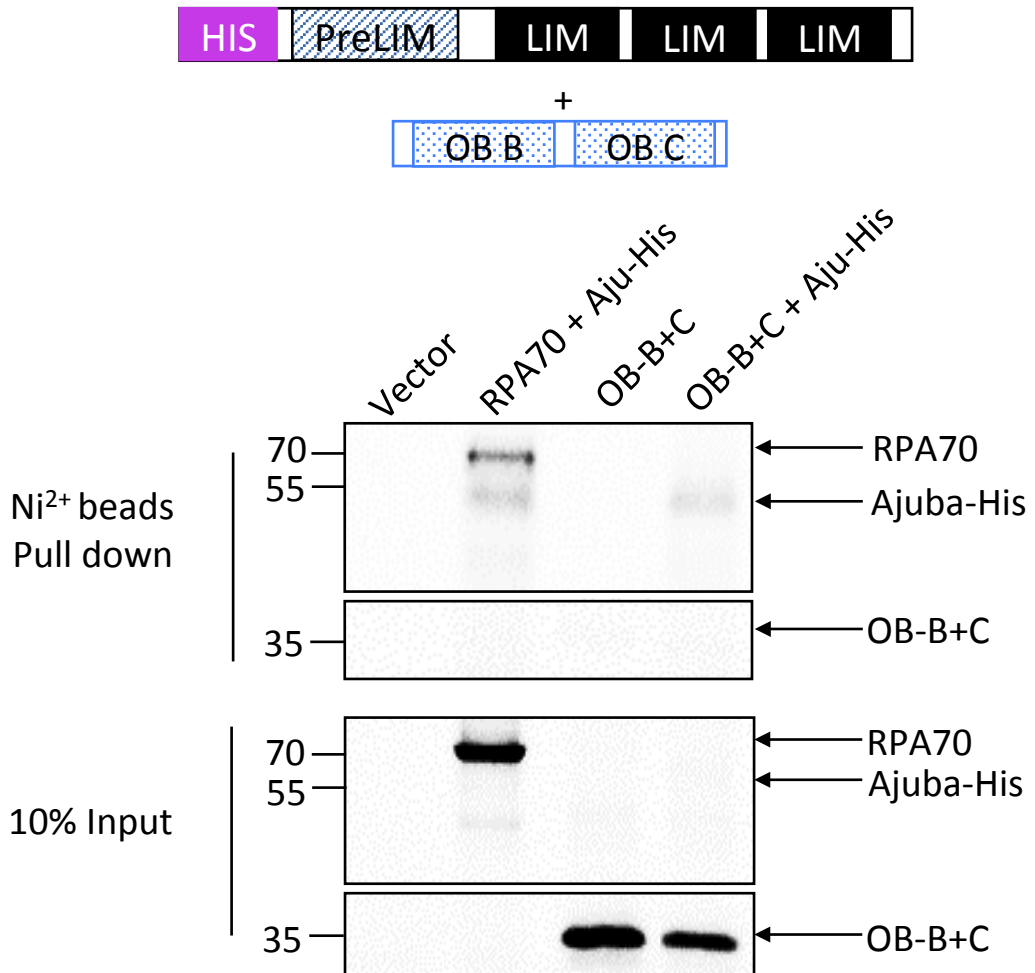 HIS PreLIM LIM LIM LIM
+
OB B OB C
Vector
RPA70 + Aju-His
OB-B+C
OB-B+C + Aju-His
Ni²⁺ beads
Pull down
70
55
RPA70
Ajuba-His
35
OB-B+C
10% Input
70
55
RPA70
Ajuba-His
35
OB-B+C